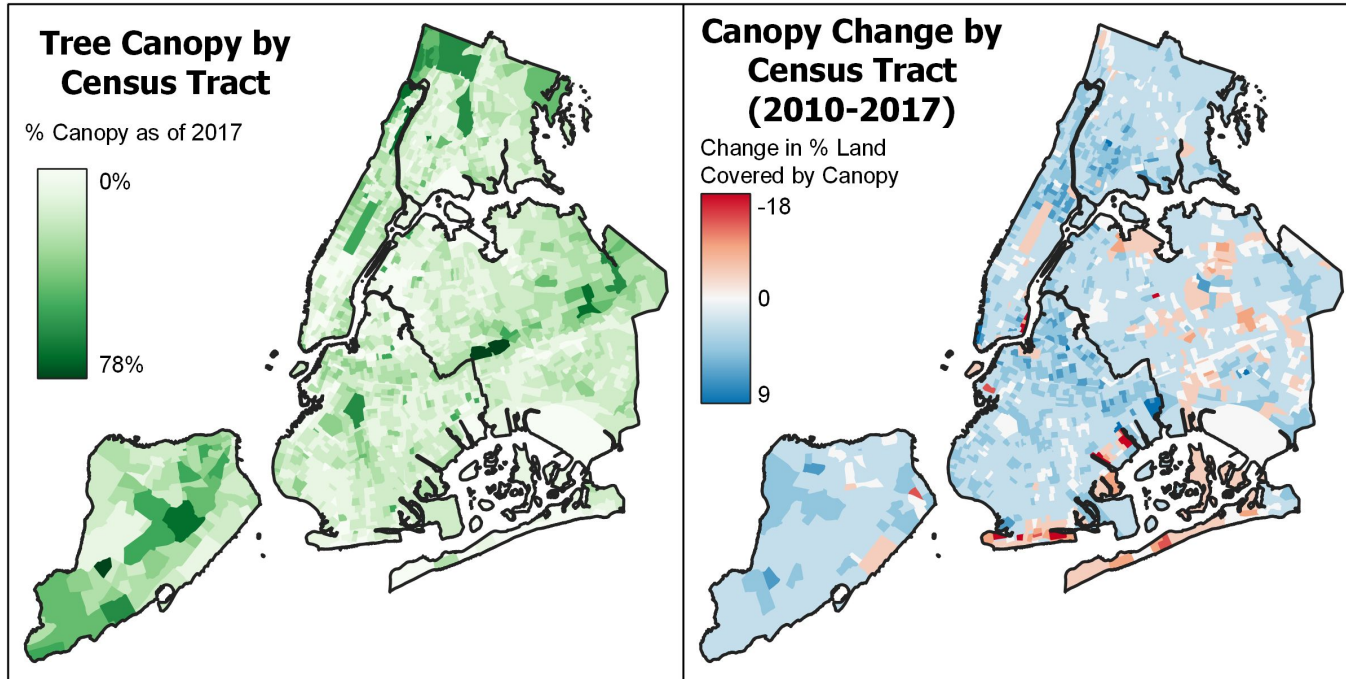 Tree Canopy by
Census Tract
% Canopy as of 2017
0%
78%
Canopy Change by
Census Tract
(2010-2017)
Change in % Land
Covered by Canopy
-18
0
9